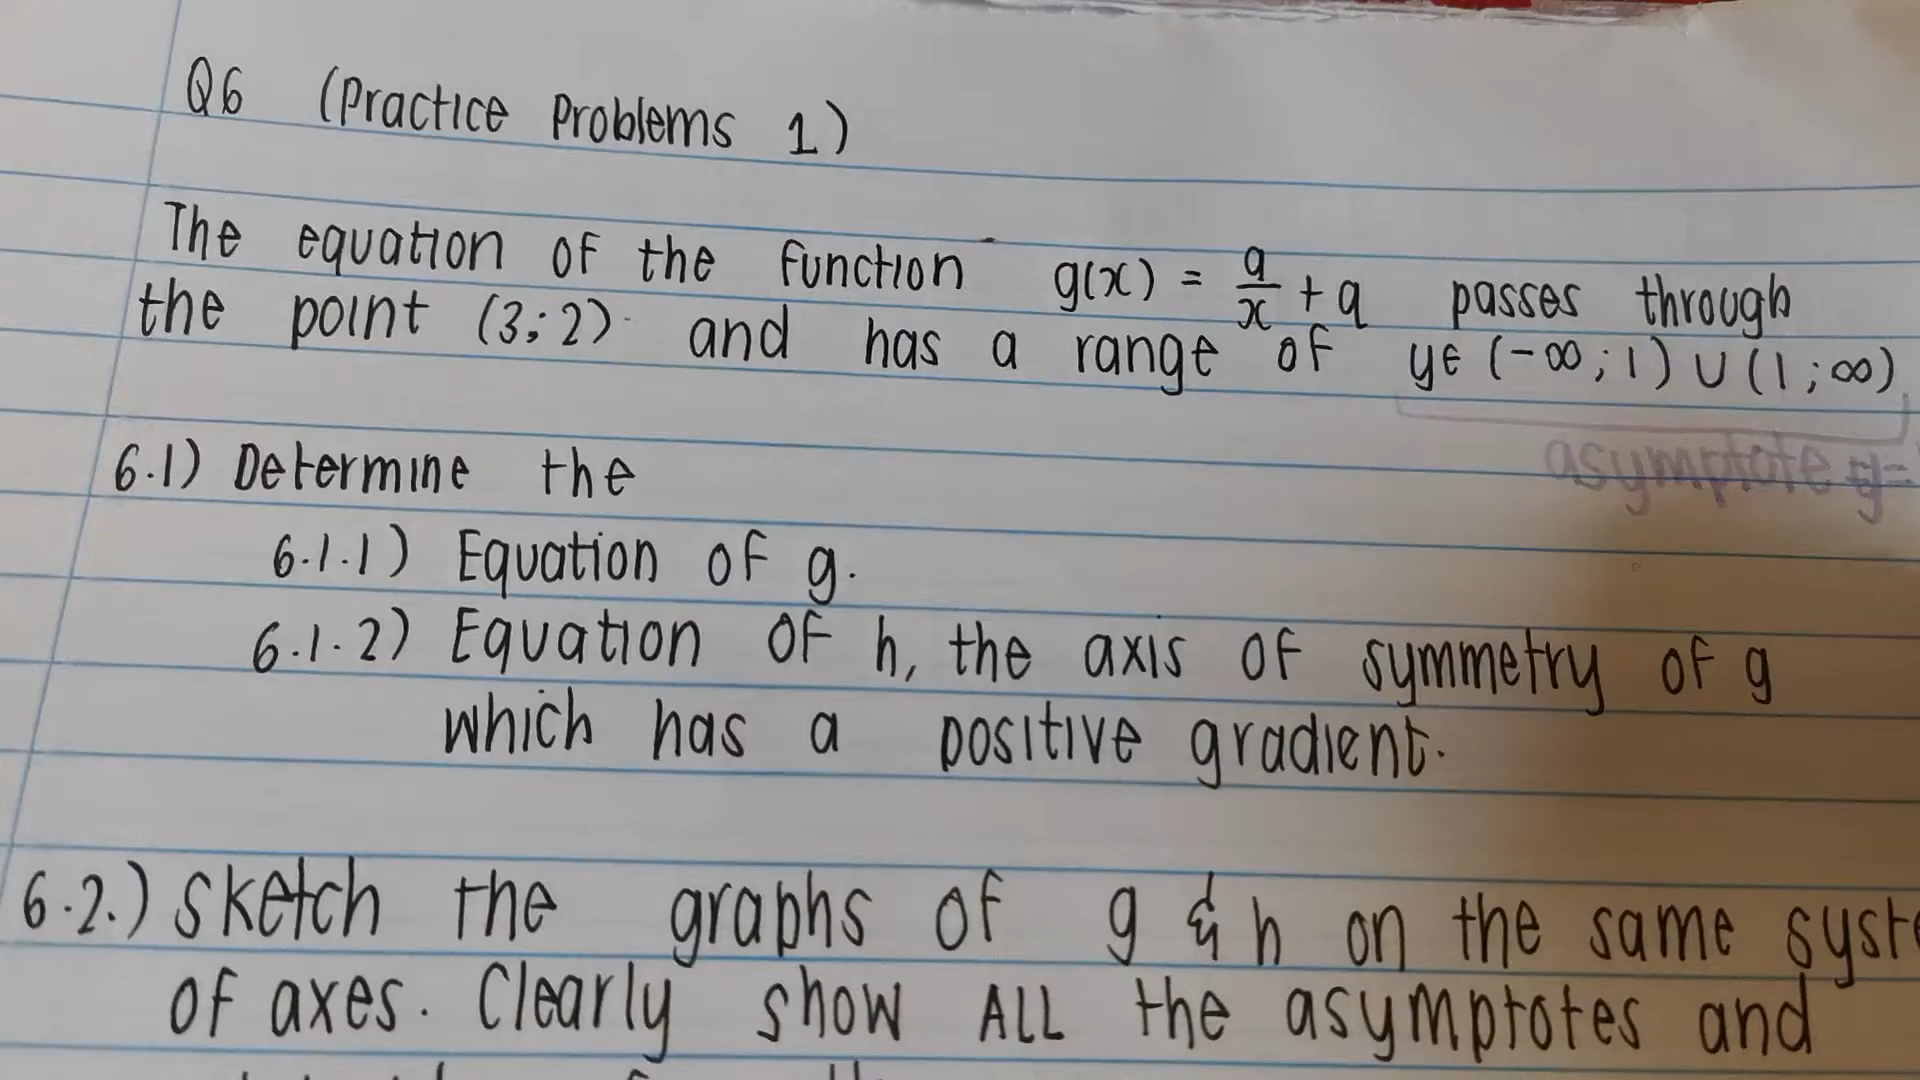 Q6 (Practice Problems 1)
The equation of the function g(x) = a/x + q passes through
the point (3;2) and has a range of y∈ (-∞;1) ∪ (1;∞)
asymptote y=
6.1) Determine the
6.1.1) Equation of g.
6.1.2) Equation of h, the axis of symmetry of g
which has a positive gradient.
6.2.) Sketch the graphs of g & h on the same syste
of axes. Clearly show ALL the asymptotes and